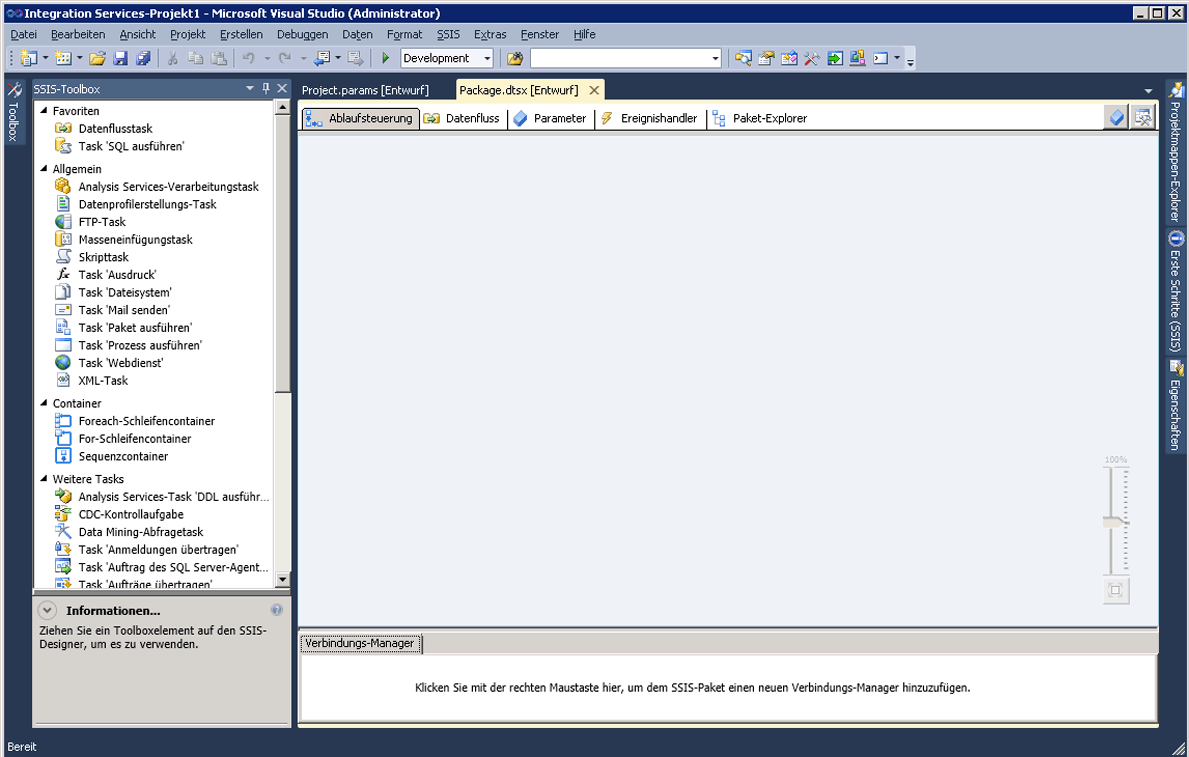 Integration Services-Projekt1 - Microsoft Visual Studio (Administrator)
Datei Bearbeiten Ansicht Projekt Erstellen Debuggen Daten Format SSIS Extras Fenster Hilfe
Development
Toolbox
SSIS-Toolbox
Favoriten
Datenflusstask
Task 'SQL ausführen'
Allgemein
Analysis Services-Verarbeitungstask
Datenprofilerstellungs-Task
FTP-Task
Masseneinfügungstask
Skripttask
Task 'Ausdruck'
Task 'Dateisystem'
Task 'Mail senden'
Task 'Paket ausführen'
Task 'Prozess ausführen'
Task 'Webdienst'
XML-Task
Container
Foreach-Schleifencontainer
For-Schleifencontainer
Sequenzcontainer
Weitere Tasks
Analysis Services-Task 'DDL ausführ...
CDC-Kontrollaufgabe
Data Mining-Abfragetask
Task 'Anmeldungen übertragen'
Task 'Auftrag des SQL Server-Agent...
Task 'Aufträge übertragen'
Informationen...
Ziehen Sie ein Toolboxelement auf den SSIS-
Designer, um es zu verwenden.
Project.params [Entwurf] Package.dtsx [Entwurf]
Ablaufsteuerung Datenfluss Parameter Ereignishandler Paket-Explorer
100%
Verbindungs-Manager
Klicken Sie mit der rechten Maustaste hier, um dem SSIS-Paket einen neuen Verbindungs-Manager hinzuzufügen.
Projektmappen-Explorer
Erste Schritte (SSIS)
Eigenschaften
Bereit